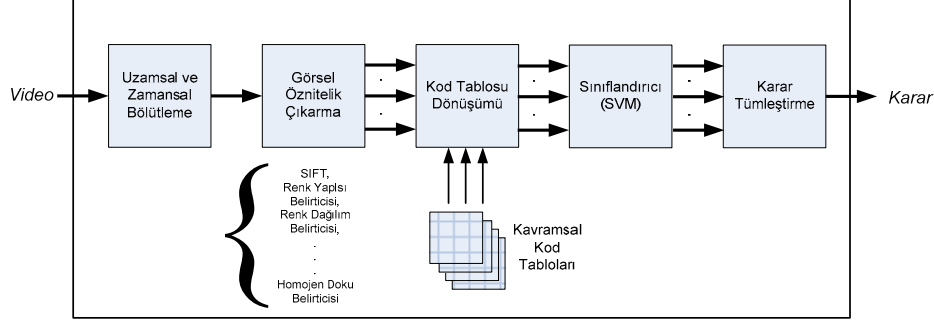 Video
Uzamsal ve
Zamansal
Bölütleme
Görsel
Öznitelik
Çıkarma
Kod Tablosu
Dönüşümü
Sınıflandırıcı
(SVM)
Karar
Tümleştirme
Karar
SIFT,
Renk Yapısı
Belirticisi,
Renk Dağılım
Belirticisi,
.
.
.
Homojen Doku
Belirticisi
Kavramsal
Kod
Tabloları